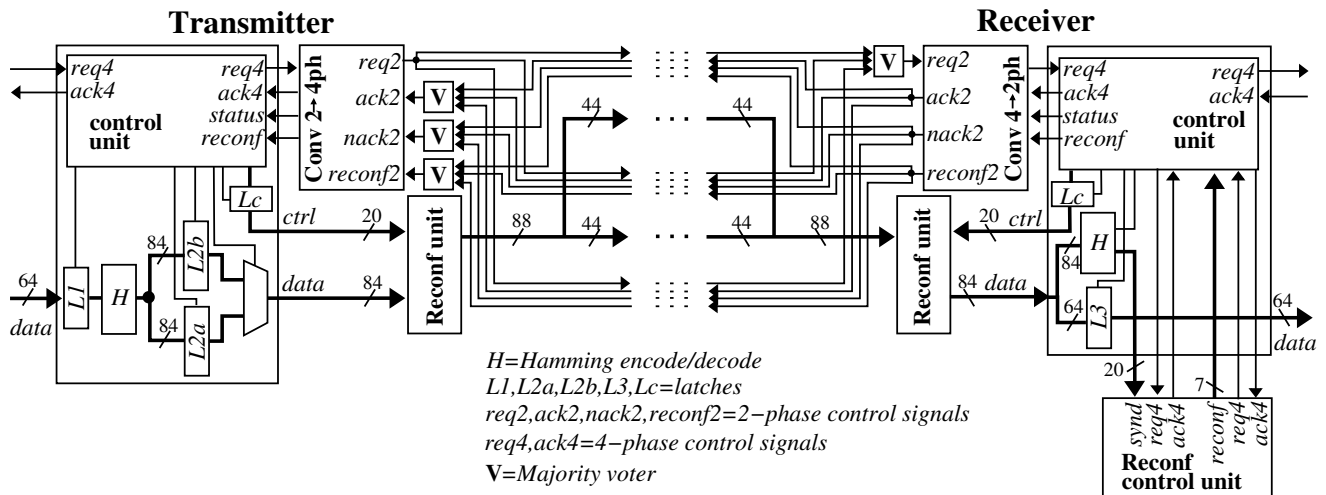 Transmitter
Receiver
req4
ack4
control
unit
req4
ack4
status
reconf
Conv 2→4ph
req2
ack2
nack2
reconf2
V
V
V
Lc
ctrl
20
L1
H
84
L2b
84
L2a
64
data
data
84
Reconf unit
88
44
44
. . .
44
44
88
V
req2
ack2
nack2
reconf2
Conv 4→2ph
req4
ack4
status
reconf
req4
ack4
control
unit
Lc
20
ctrl
Reconf unit
84
data
H
84
64
L3
64
data
20
7
synd
req4
ack4
reconf
req4
ack4
Reconf
control unit
H=Hamming encode/decode
L1,L2a,L2b,L3,Lc=latches
req2,ack2,nack2,reconf2=2−phase control signals
req4,ack4=4−phase control signals
V=Majority voter